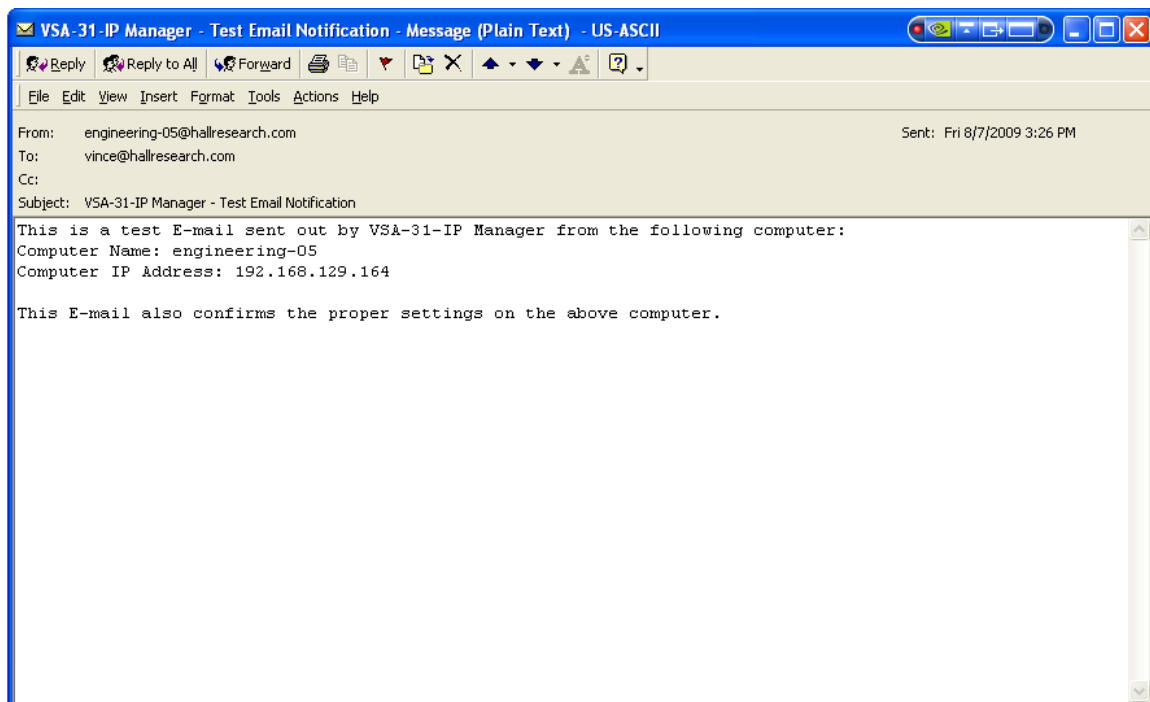 VSA-31-IP Manager - Test Email Notification - Message (Plain Text) - US-ASCII
Reply Reply to All Forward
File Edit View Insert Format Tools Actions Help
From: engineering-05@hallresearch.com Sent: Fri 8/7/2009 3:26 PM
To: vince@hallresearch.com
Cc:
Subject: VSA-31-IP Manager - Test Email Notification
This is a test E-mail sent out by VSA-31-IP Manager from the following computer:
Computer Name: engineering-05
Computer IP Address: 192.168.129.164
This E-mail also confirms the proper settings on the above computer.